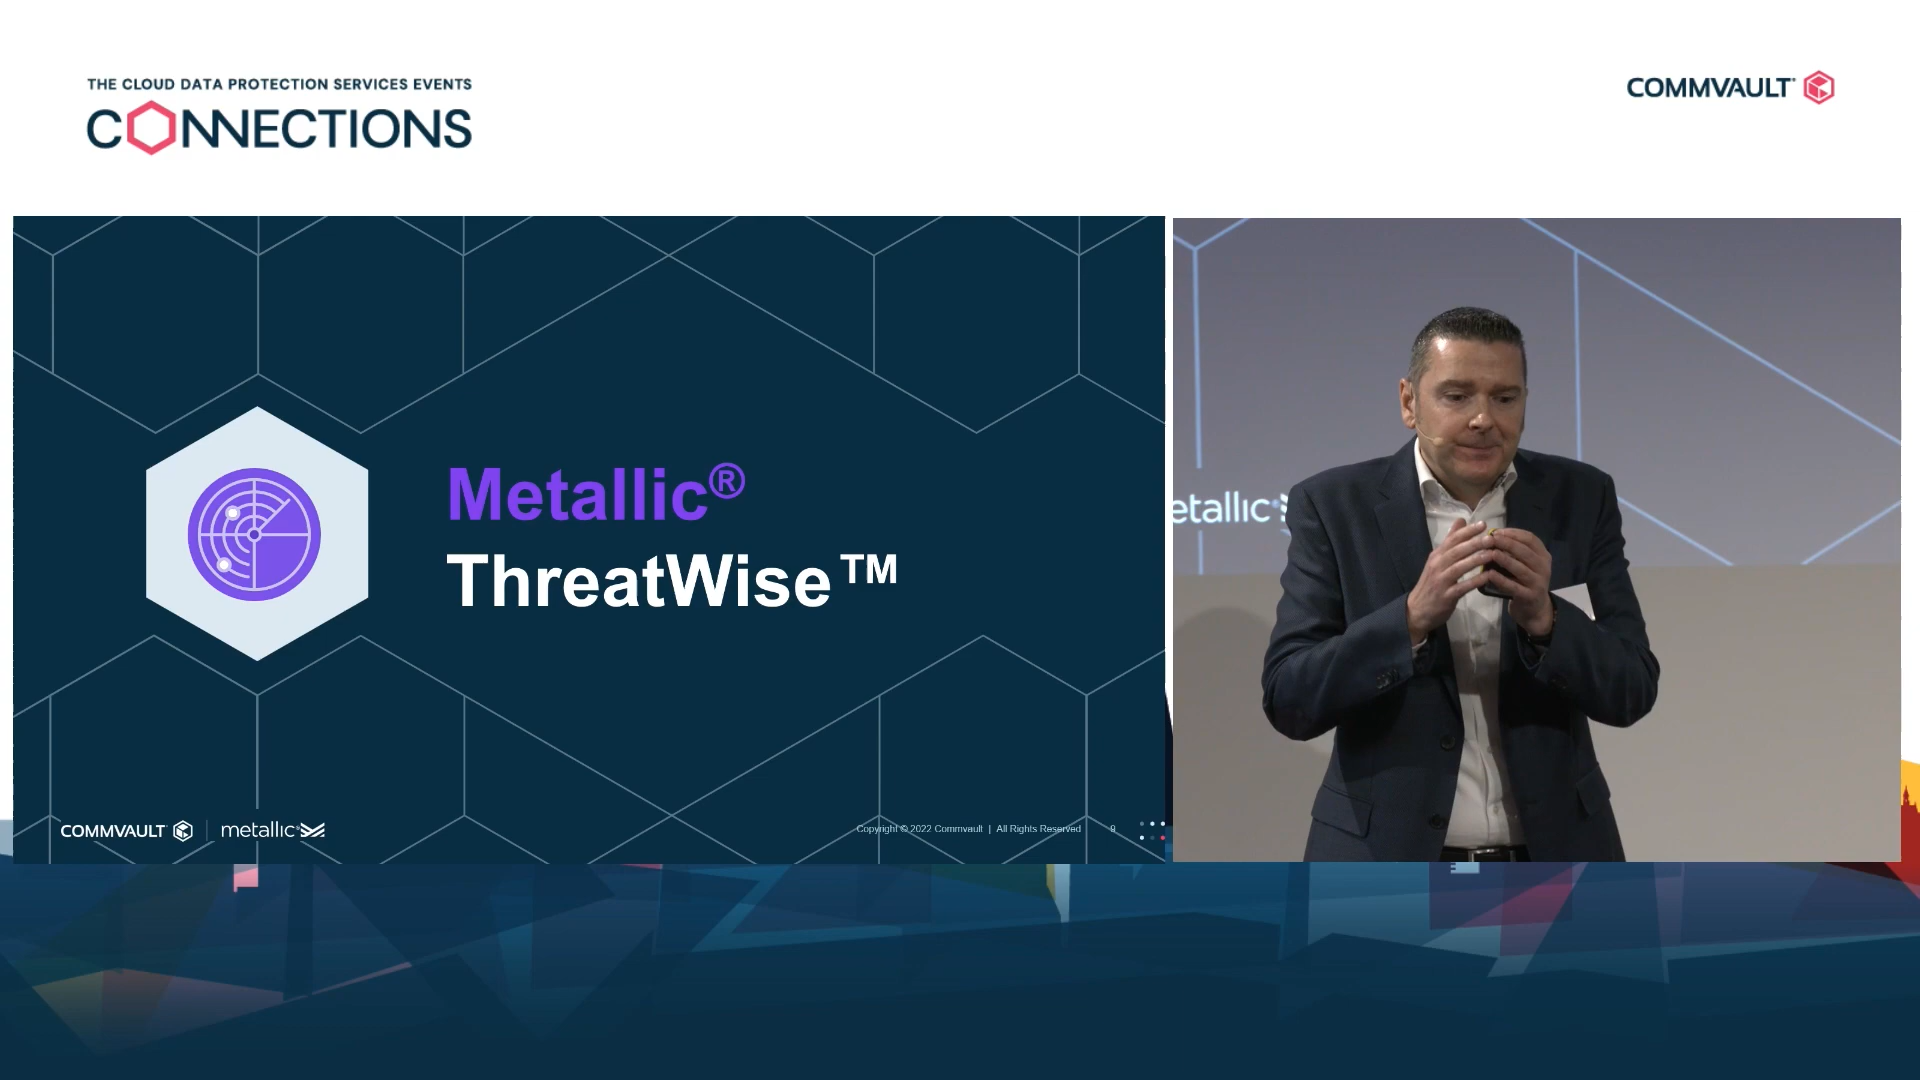 THE CLOUD DATA PROTECTION SERVICES EVENTS
CONNECTIONS
COMMVAULT
Metallic®
ThreatWise™
COMMVAULT | metallic®
Copyright © 2022 Commvault | All Rights Reserved 9
etallic